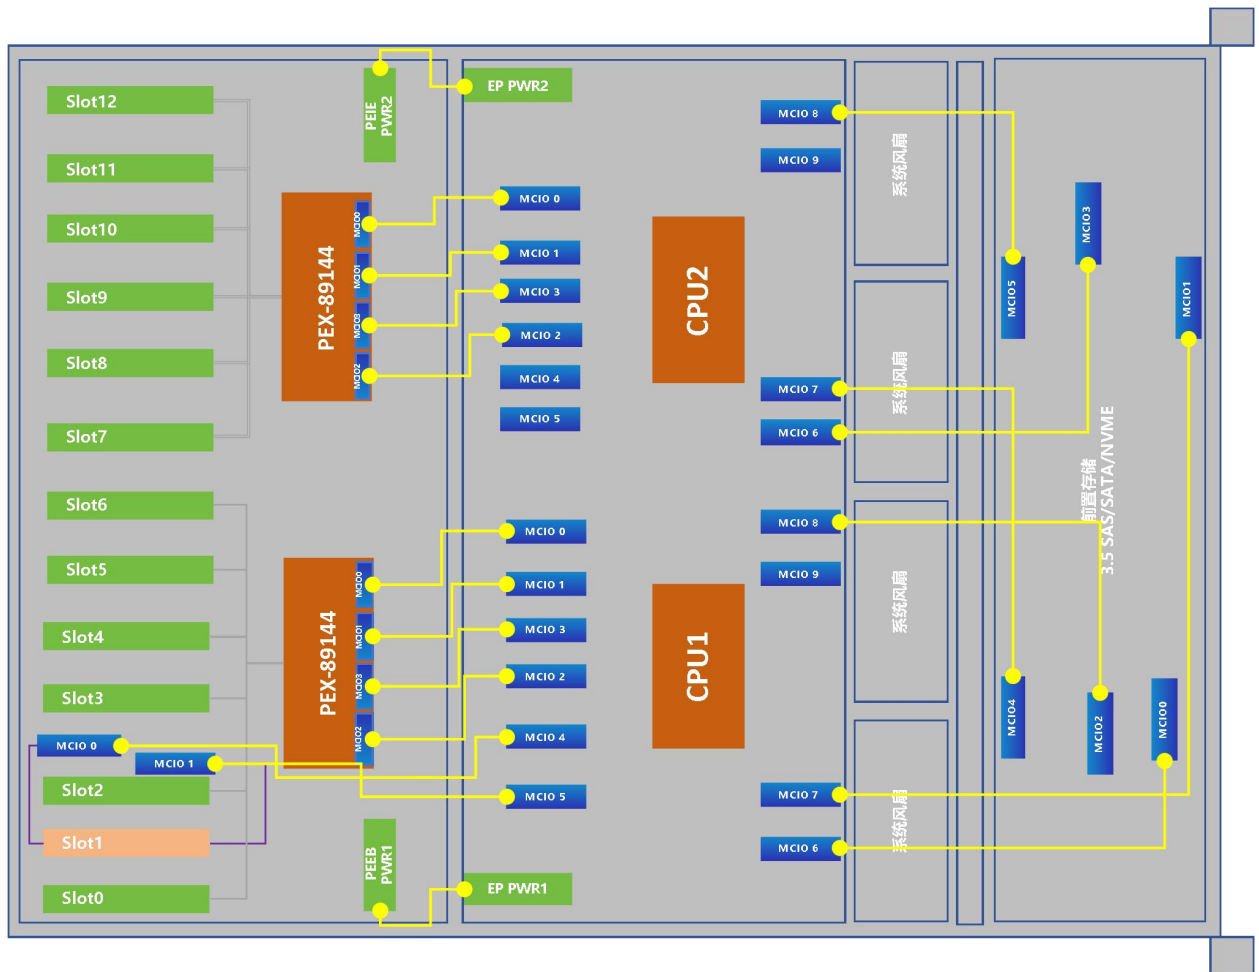 Slot12
Slot11
Slot10
Slot9
Slot8
Slot7
Slot6
Slot5
Slot4
Slot3
MCIO 0
MCIO 1
Slot2
Slot1
Slot0
PEIE
PWR2
PEX-89144
MCIO0
MCIO1
MCIO3
MCIO2
PEX-89144
MCIO0
MCIO1
MCIO3
MCIO2
PEEB
PWR1
EP PWR2
MCIO 0
MCIO 1
MCIO 3
MCIO 2
MCIO 4
MCIO 5
MCIO 0
MCIO 1
MCIO 3
MCIO 2
MCIO 4
MCIO 5
EP PWR1
CPU2
CPU1
MCIO 8
MCIO 9
MCIO 7
MCIO 6
MCIO 8
MCIO 9
MCIO 7
MCIO 6
系统风扇
系统风扇
系统风扇
系统风扇
MCIO5
MCIO3
MCIO1
前置存储
3.5 SAS/SATA/NVME
MCIO4
MCIO2
MCIO0